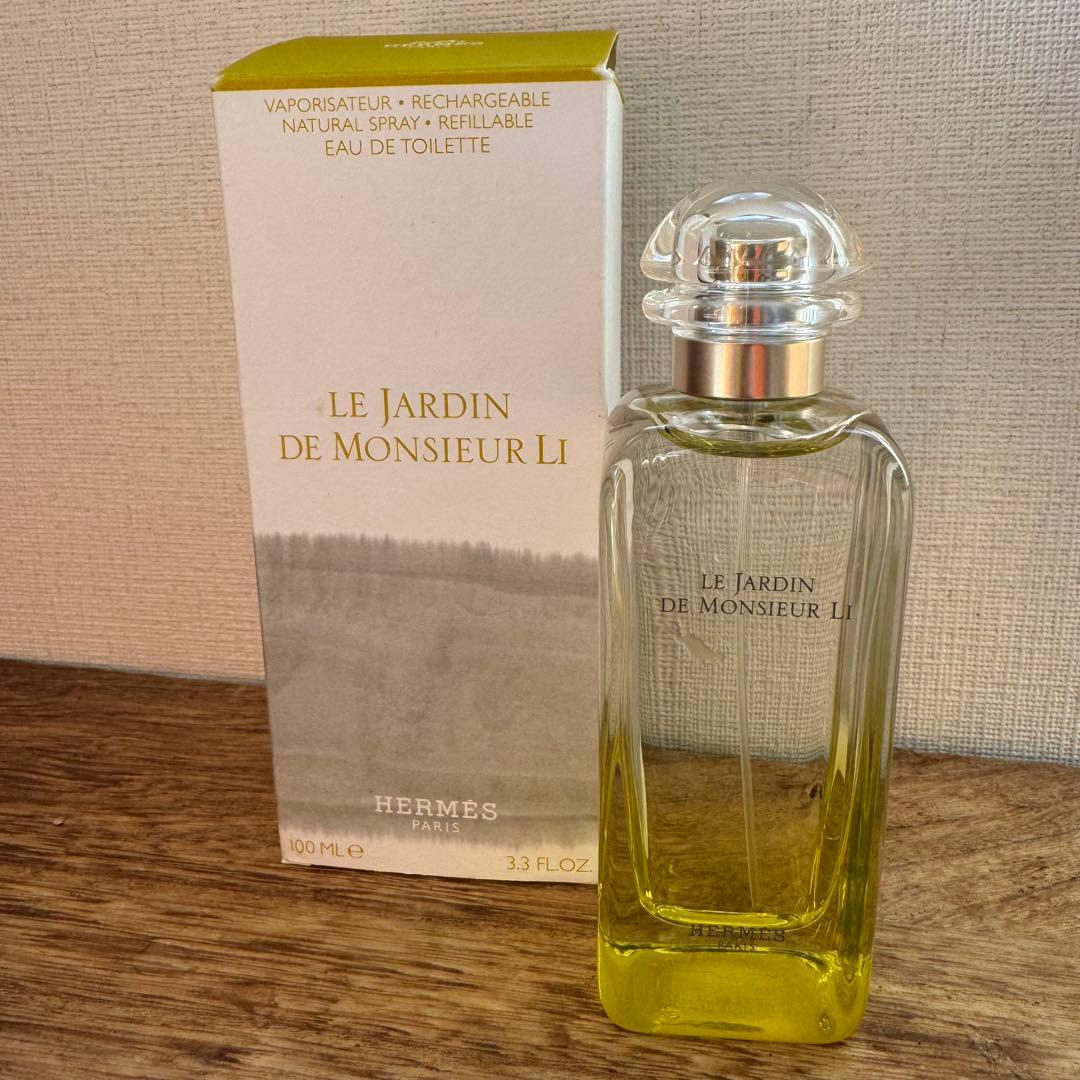 HERMÈS
VAPORISATEUR • RECHARGEABLE
NATURAL SPRAY • REFILLABLE
EAU DE TOILETTE
LE JARDIN
DE MONSIEUR LI
HERMÈS
PARIS
100 ML e
3.3 FL.OZ.
LE JARDIN
DE MONSIEUR LI
HERMÈS
PARIS